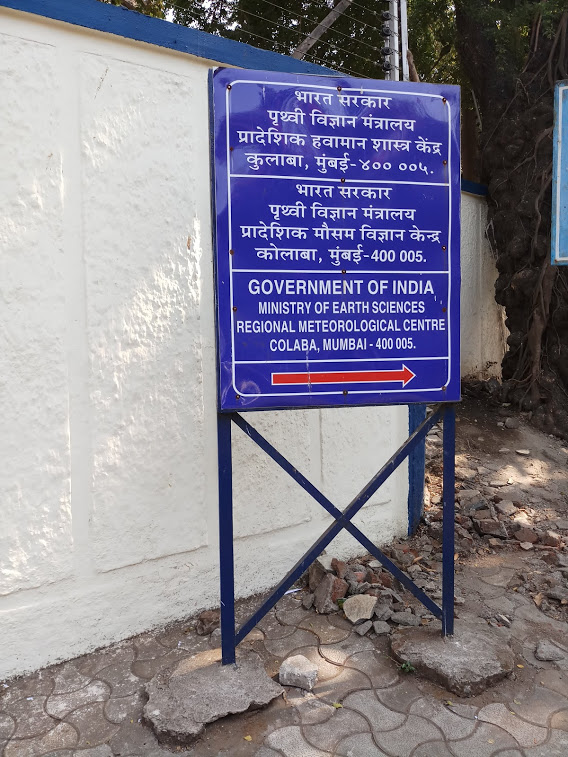 भारत सरकार
पृथ्वी विज्ञान मंत्रालय
प्रादेशिक हवामान शास्त्र केंद्र
कुलाबा, मुंबई-४०० ००५.
भारत सरकार
पृथ्वी विज्ञान मंत्रालय
प्रादेशिक मौसम विज्ञान केन्द्र
कोलाबा, मुंबई-400 005.
GOVERNMENT OF INDIA
MINISTRY OF EARTH SCIENCES
REGIONAL METEOROLOGICAL CENTRE
COLABA, MUMBAI - 400 005.